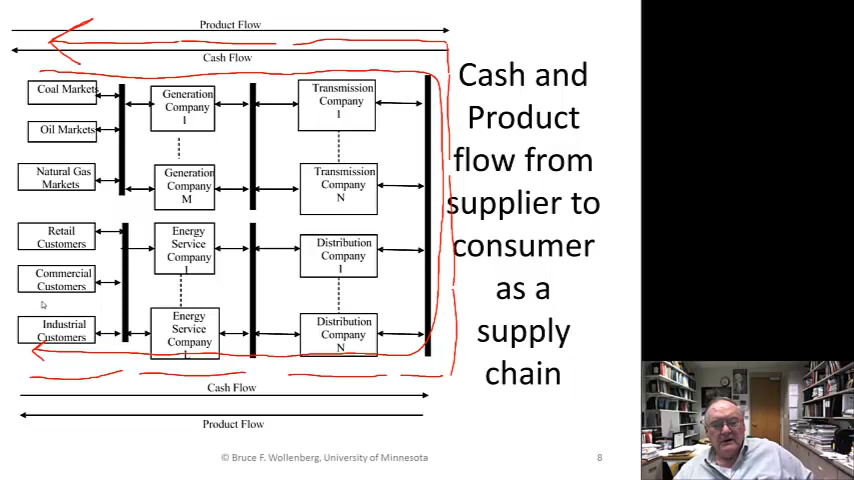 Product Flow
Cash Flow
Coal Markets
Oil Markets
Natural Gas
Markets
Generation
Company
1
Generation
Company
M
Transmission
Company
1
Transmission
Company
N
Retail
Customers
Commercial
Customers
Industrial
Customers
Energy
Service
Company
1
Energy
Service
Company
L
Distribution
Company
1
Distribution
Company
N
Cash Flow
Product Flow
Cash and
Product
flow from
supplier to
consumer
as a
supply
chain
© Bruce F. Wollenberg, University of Minnesota
8